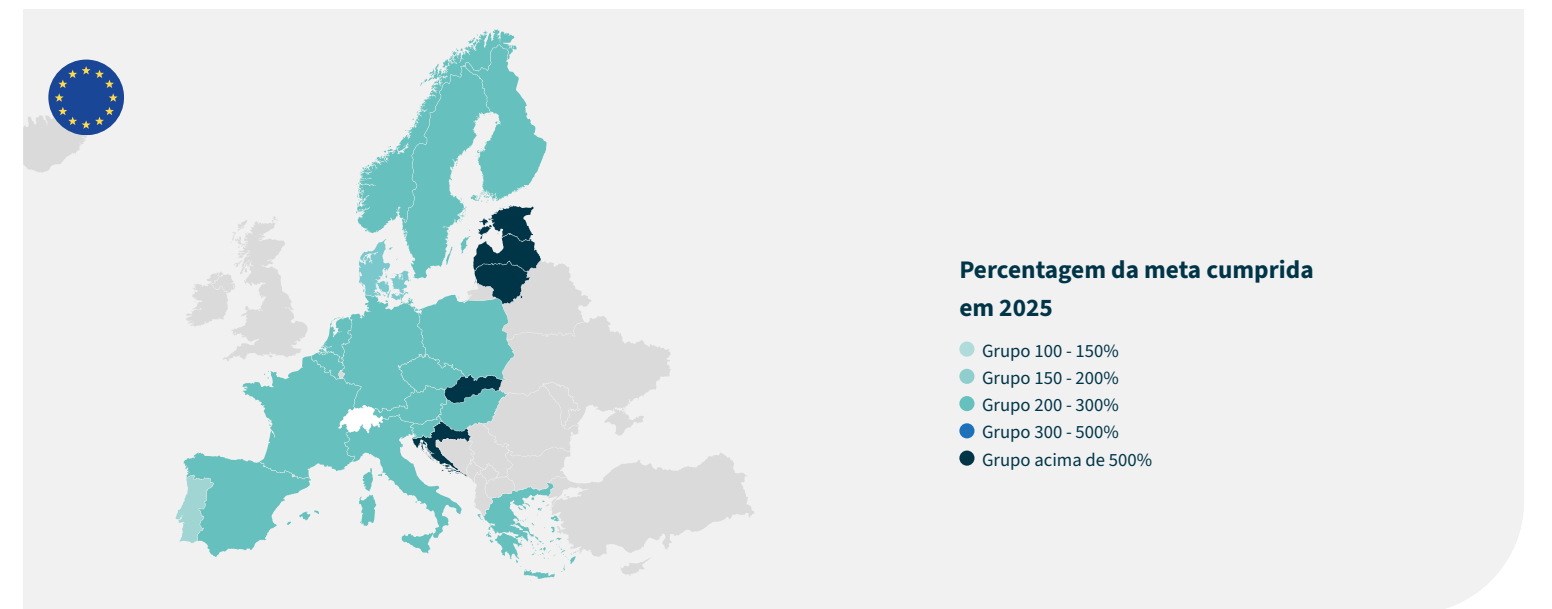 Percentagem da meta cumprida
em 2025
Grupo 100 - 150%
Grupo 150 - 200%
Grupo 200 - 300%
Grupo 300 - 500%
Grupo acima de 500%